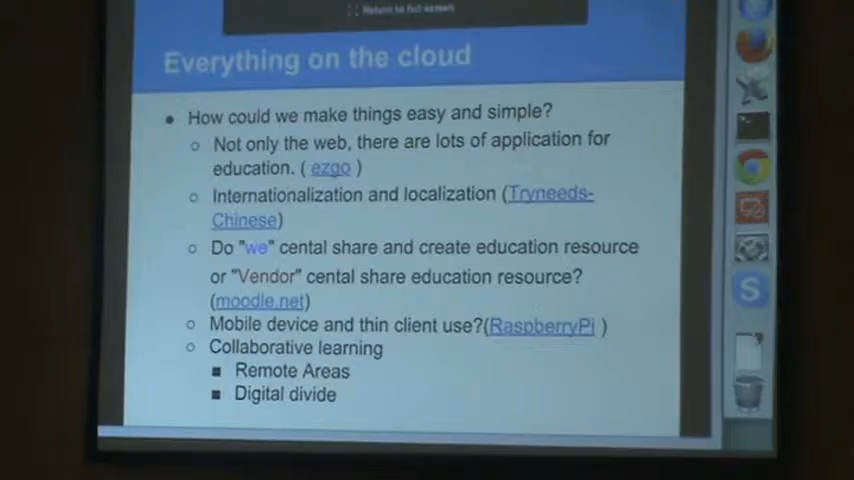 Return to full screen
Everything on the cloud
How could we make things easy and simple?
Not only the web, there are lots of application for
education. ( ezgo )
Internationalization and localization (Tryneeds-
Chinese)
Do "we" cental share and create education resource
or "Vendor" cental share education resource?
(moodle.net)
Mobile device and thin client use?(RaspberryPi )
Collaborative learning
Remote Areas
Digital divide
S